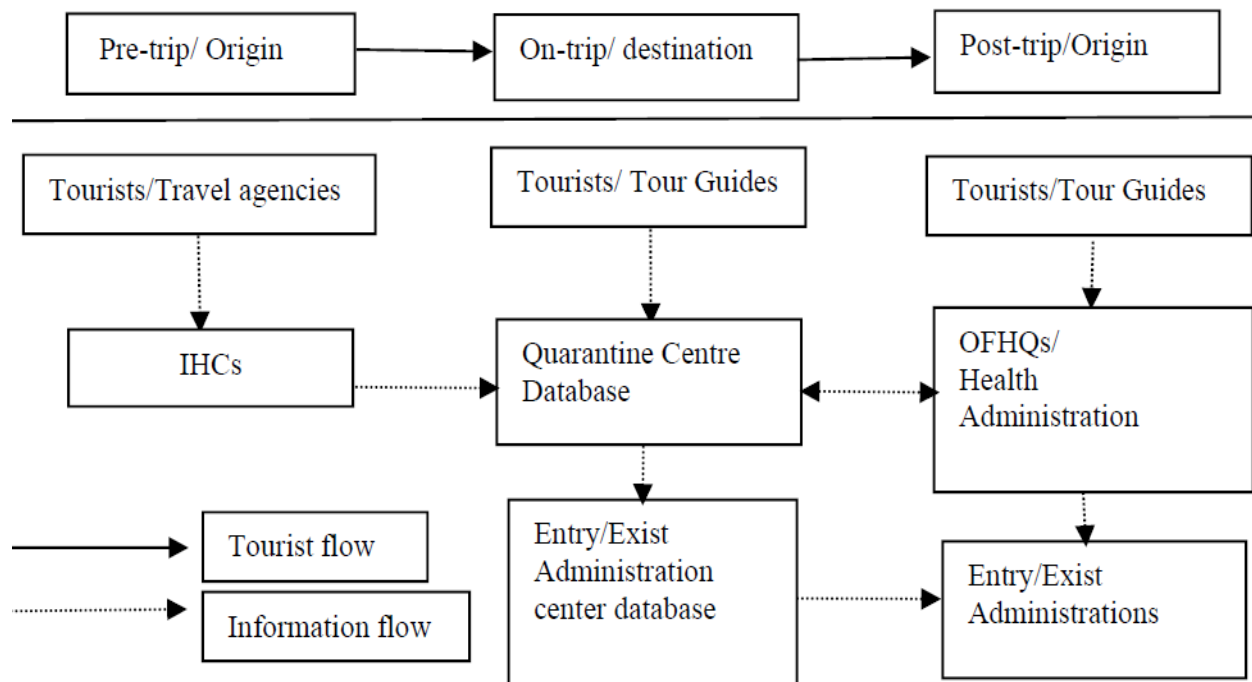 Pre-trip/ Origin
On-trip/ destination
Post-trip/Origin
Tourists/Travel agencies
Tourists/ Tour Guides
Tourists/Tour Guides
IHCs
Quarantine Centre
Database
OFHQs/
Health
Administration
Tourist flow
Information flow
Entry/Exist
Administration
center database
Entry/Exist
Administrations